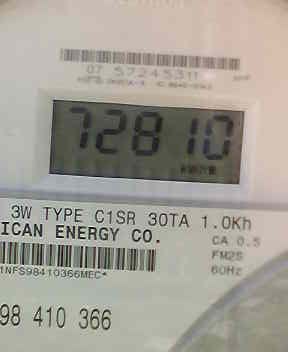 07 57245311
72810
3W TYPE C1SR 30TA 1.0Kh
ICAN ENERGY CO.
CA 0.5
FM2S
60Hz
1NFS98410366MEC*
98 410 366